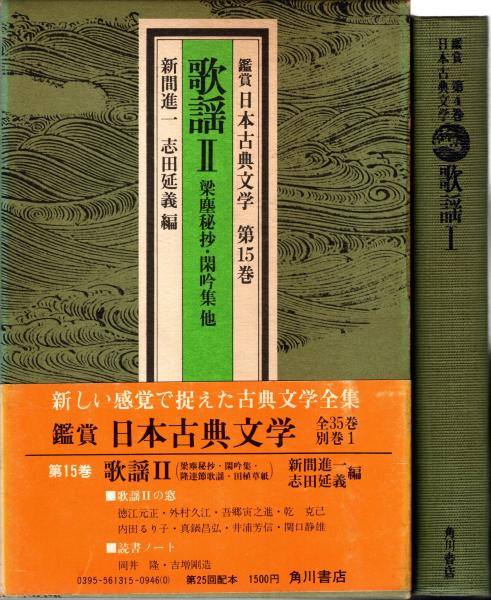 鑑賞 日本古典文学 第15巻
歌謡Ⅱ 梁塵秘抄・閑吟集 他
新間進一 志田延義 編
新しい感覚で捉えた古典文学全集
鑑賞 日本古典文学 全35巻 別巻1
第15巻 歌謡Ⅱ(梁塵秘抄・閑吟集・隆達節歌謡・田植草紙) 新間進一 志田延義 編
■歌謡Ⅱの窓
徳江元正・外村久江・吾郷寅之進・乾 克己
内田るり子・真鍋昌弘・井浦芳信・関口静雄
■読書ノート
岡井 隆・吉増剛造
0395-561315-0946(0) 第25回配本 1500円 角川書店
鑑賞 日本古典文学 第4巻
歌謡Ⅰ
角川書店